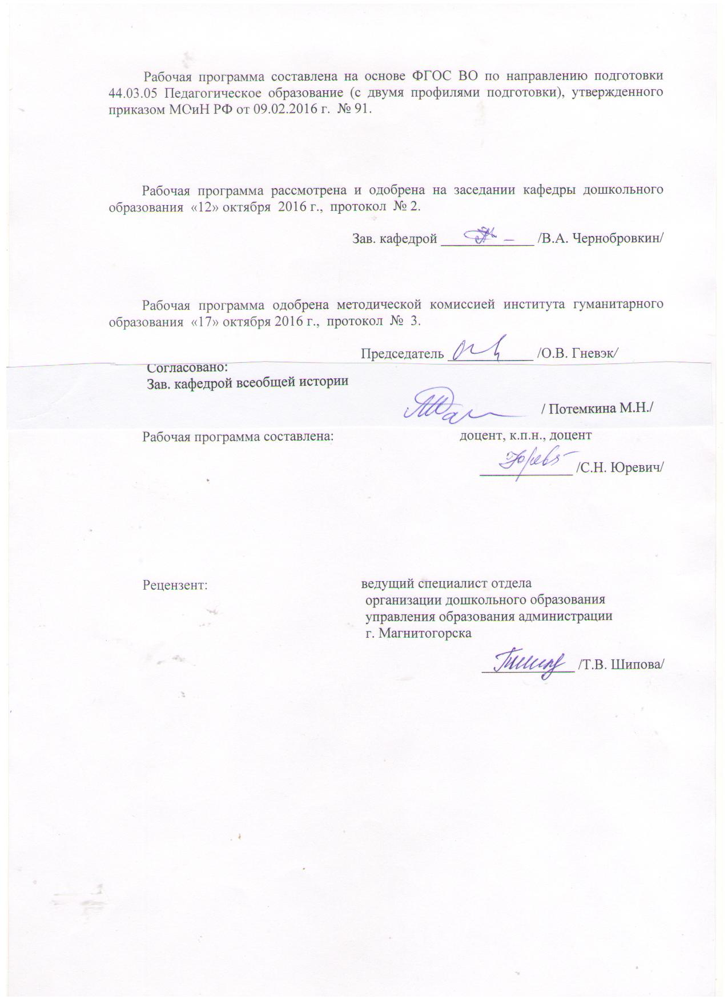 Рабочая программа составлена на основе ФГОС ВО по направлению подготовки
44.03.05 Педагогическое образование (с двумя профилями подготовки), утвержденного
приказом МОиН РФ от 09.02.2016 г. № 91.
Рабочая программа рассмотрена и одобрена на заседании кафедры дошкольного
образования «12» октября 2016 г., протокол № 2.
Зав. кафедрой _____________ /В.А. Чернобровкин/
Рабочая программа одобрена методической комиссией института гуманитарного
образования «17» октября 2016 г., протокол № 3.
Председатель ____________ /О.В. Гневэк/
Согласовано:
Зав. кафедрой всеобщей истории
/ Потемкина М.Н./
Рабочая программа составлена: доцент, к.п.н., доцент
_____________ /С.Н. Юревич/
Рецензент: ведущий специалист отдела
организации дошкольного образования
управления образования администрации
г. Магнитогорска
_____________ /Т.В. Шипова/